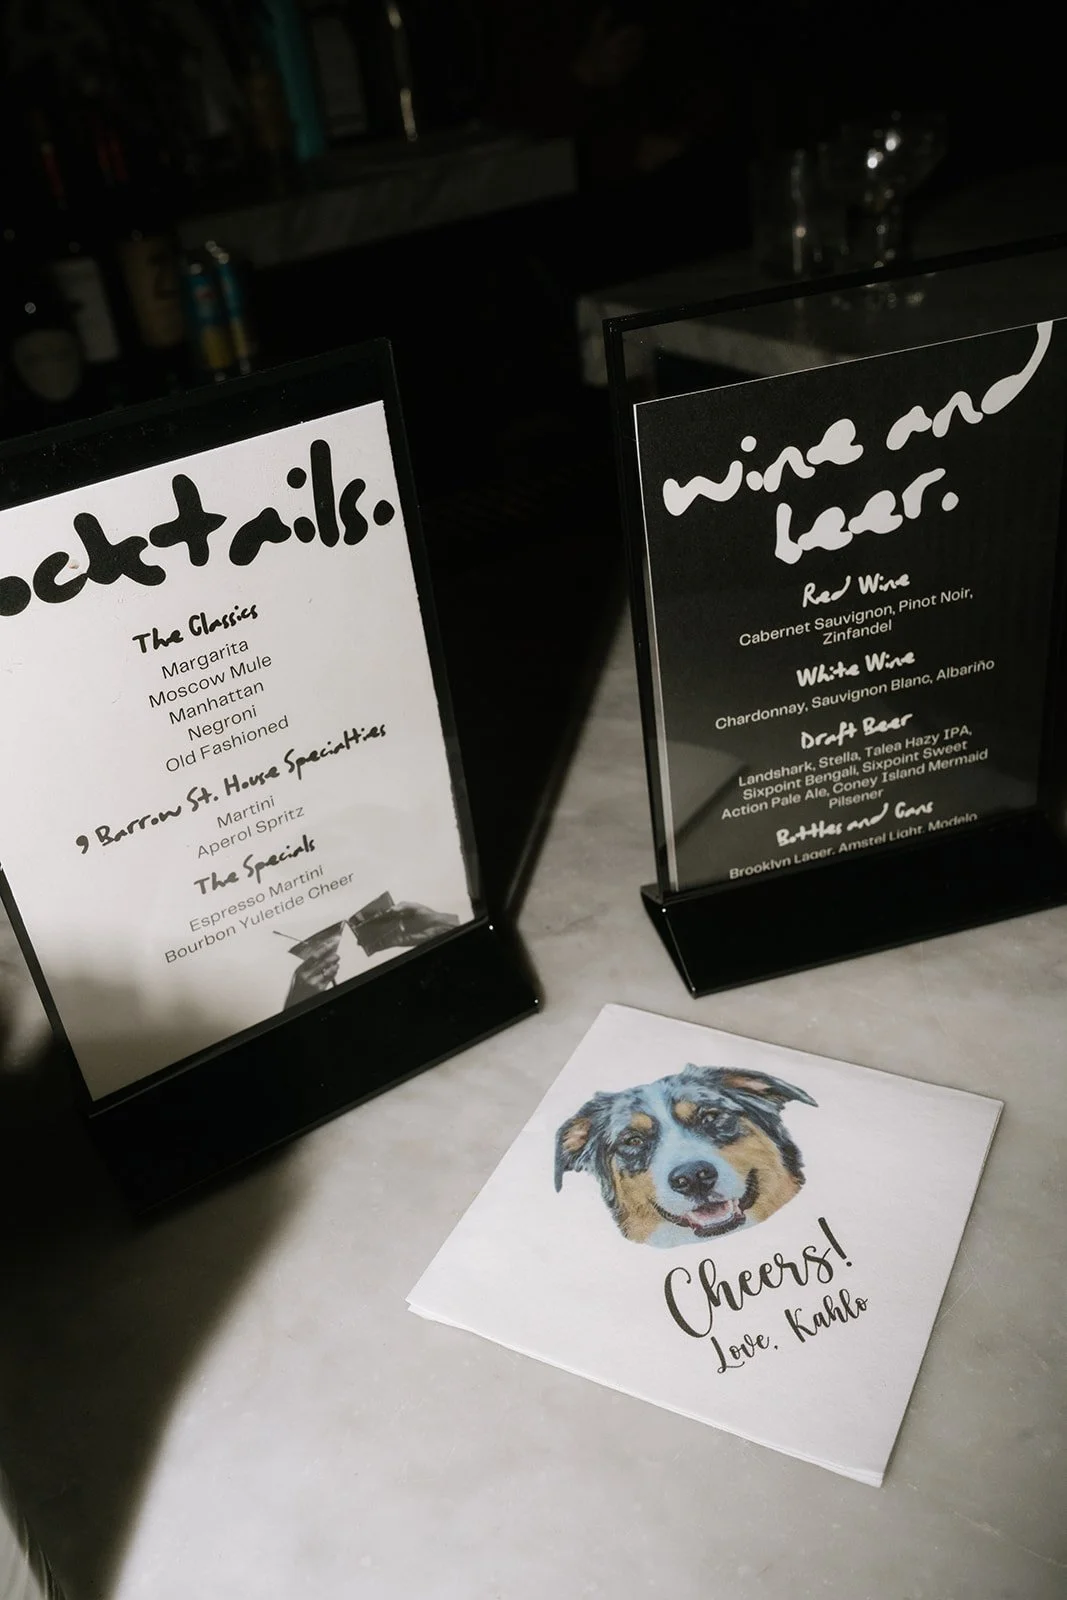 ocktails.
The Classics
Margarita
Moscow Mule
Manhattan
Negroni
Old Fashioned
9 Barrow St. House Specialties
Martini
Aperol Spritz
The Specials
Espresso Martini
Bourbon Yuletide Cheer
wine and
beer.
Red Wine
Cabernet Sauvignon, Pinot Noir,
Zinfandel
White Wine
Chardonnay, Sauvignon Blanc, Albariño
Draft Beer
Landshark, Stella, Talea Hazy IPA,
Sixpoint Bengali, Sixpoint Sweet
Action Pale Ale, Coney Island Mermaid
Pilsener
Bottles and Cans
Brooklyn Lager, Amstel Light, Modelo
Cheers!
Love, Kahlo